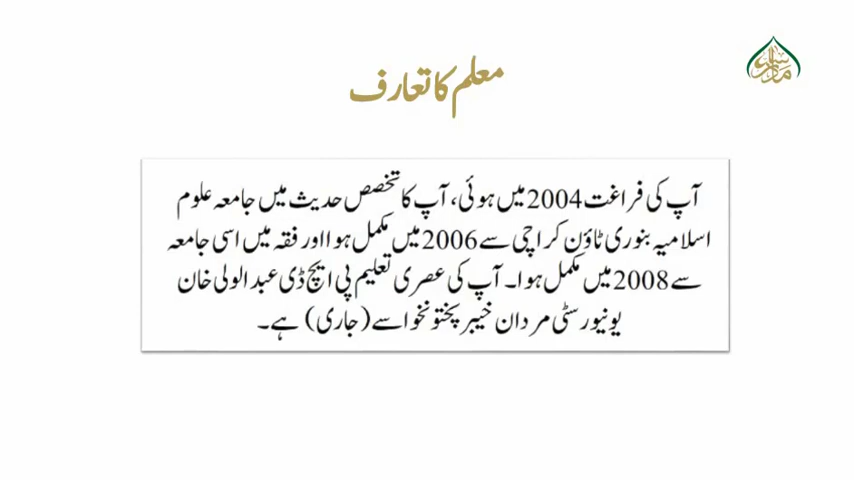 معلم کا تعارف
آپ کی فراغت 2004 میں ہوئی، آپ کا تخصص حدیث میں جامعہ علوم
اسلامیہ بنوری ٹاؤن کراچی سے 2006 میں مکمل ہوا اور فقہ میں اسی جامعہ
سے 2008 میں مکمل ہوا۔ آپ کی عصری تعلیم پی ایچ ڈی عبد الولی خان
یونیورسٹی مردان خیبر پختونخوا سے (جاری) ہے۔